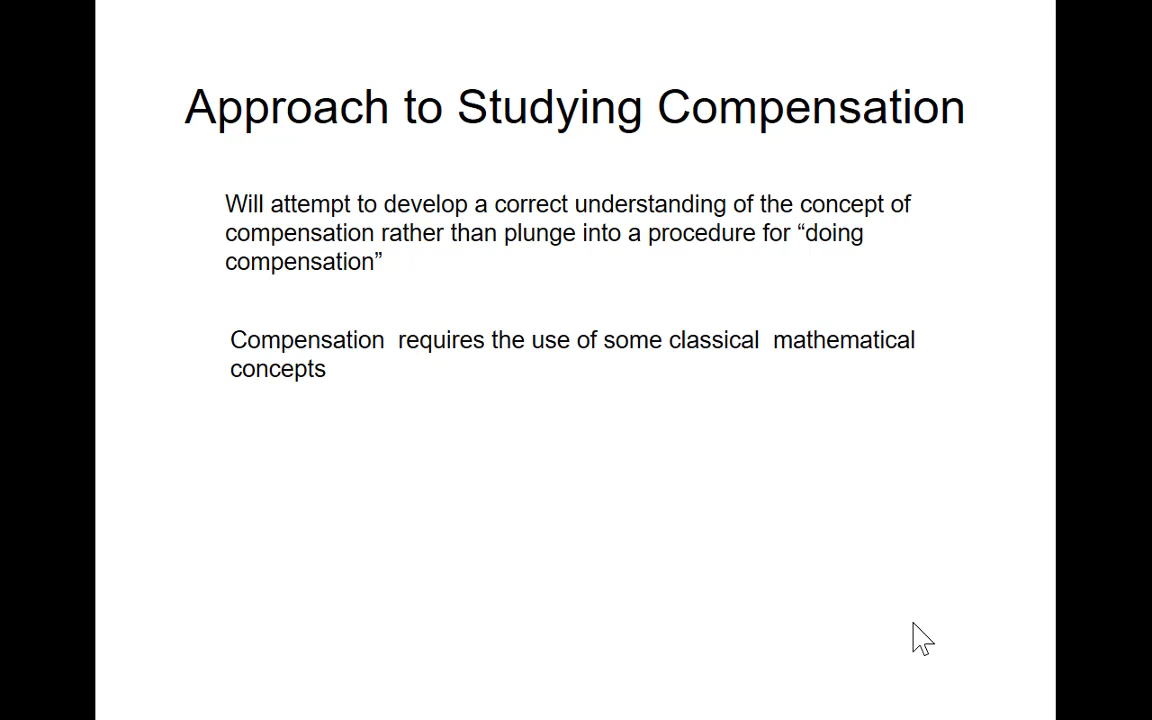 Approach to Studying Compensation
Will attempt to develop a correct understanding of the concept of
compensation rather than plunge into a procedure for “doing
compensation”
Compensation  requires the use of some classical  mathematical
concepts